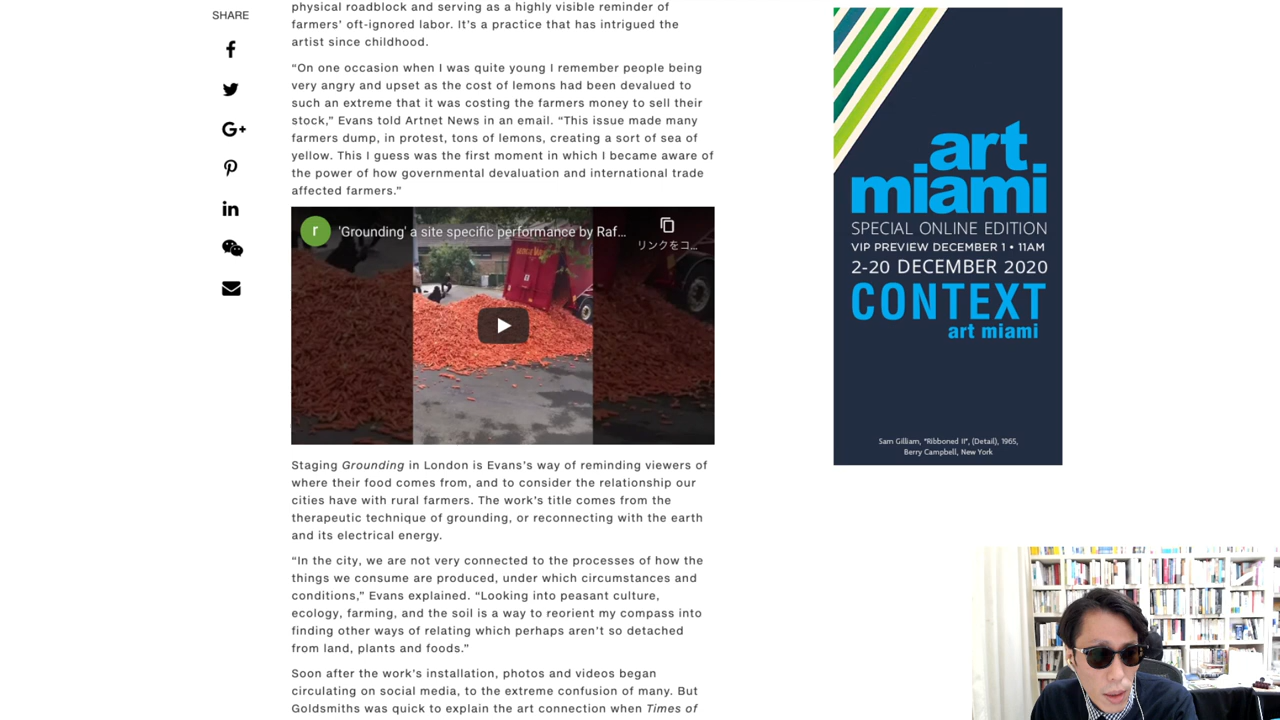 SHARE
physical roadblock and serving as a highly visible reminder of
farmers’ oft-ignored labor. It’s a practice that has intrigued the
artist since childhood.
“On one occasion when I was quite young I remember people being
very angry and upset as the cost of lemons had been devalued to
such an extreme that it was costing the farmers money to sell their
stock,” Evans told Artnet News in an email. “This issue made many
farmers dump, in protest, tons of lemons, creating a sort of sea of
yellow. This I guess was the first moment in which I became aware of
the power of how governmental devaluation and international trade
affected farmers.”
r
'Grounding' a site specific performance by Raf...
リンクをコ...
Staging Grounding in London is Evans’s way of reminding viewers of
where their food comes from, and to consider the relationship our
cities have with rural farmers. The work’s title comes from the
therapeutic technique of grounding, or reconnecting with the earth
and its electrical energy.
“In the city, we are not very connected to the processes of how the
things we consume are produced, under which circumstances and
conditions,” Evans explained. “Looking into peasant culture,
ecology, farming, and the soil is a way to reorient my compass into
finding other ways of relating which perhaps aren’t so detached
from land, plants and foods.”
Soon after the work’s installation, photos and videos began
circulating on social media, to the extreme confusion of many. But
Goldsmiths was quick to explain the art connection when Times of
art
miami
SPECIAL ONLINE EDITION
VIP PREVIEW DECEMBER 1 • 11AM
2-20 DECEMBER 2020
CONTEXT
art miami
Sam Gilliam, "Ribboned II", (Detail), 1965,
Berry Campbell, New York